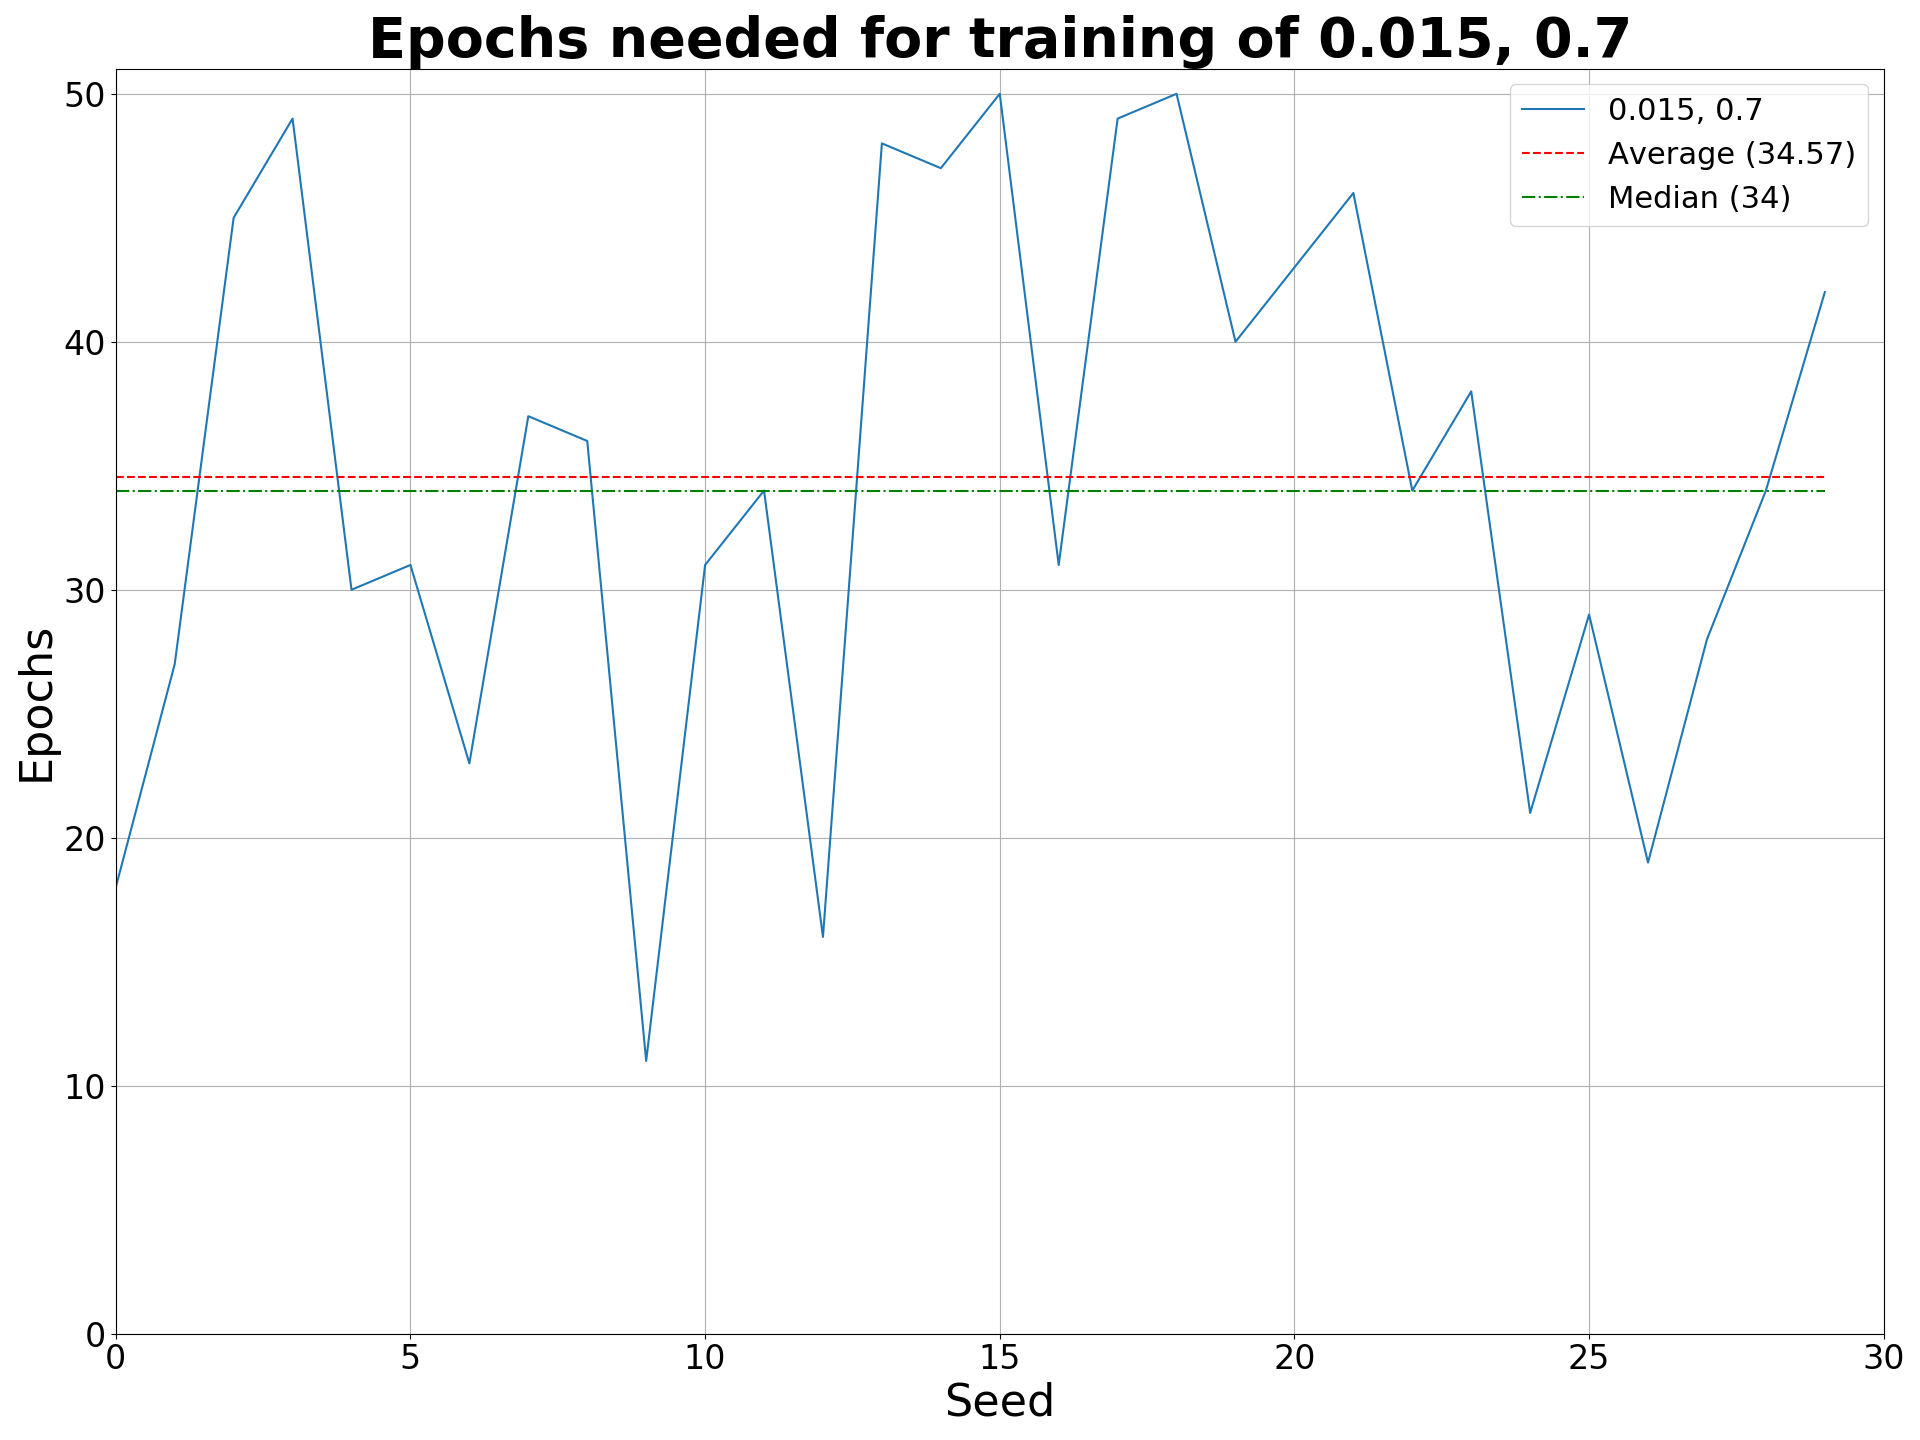 Epochs needed for training of 0.015, 0.7
0.015, 0.7
Average (34.57)
Median (34)
50
40
30
20
10
0
Epochs
0 5 10 15 20 25 30
Seed